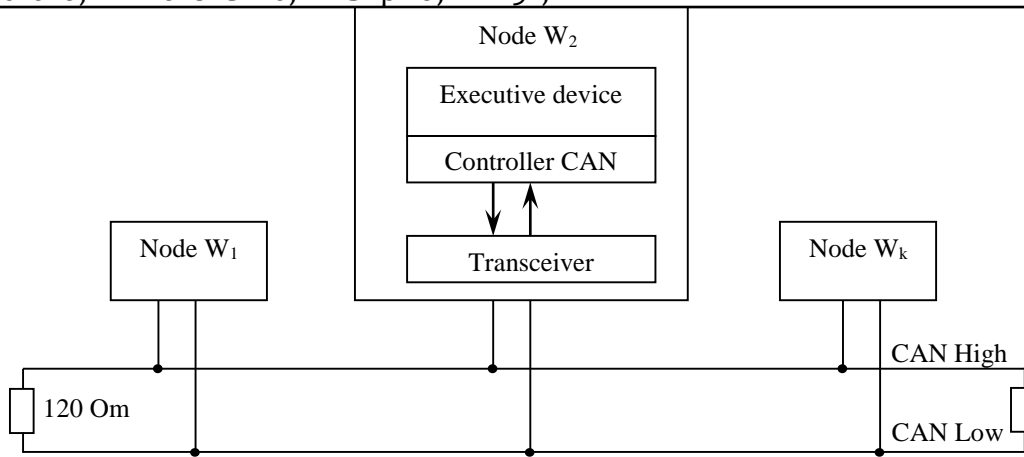 Node W₂
Executive device
Controller CAN
Transceiver
Node W₁
Node Wₖ
CAN High
120 Om
CAN Low